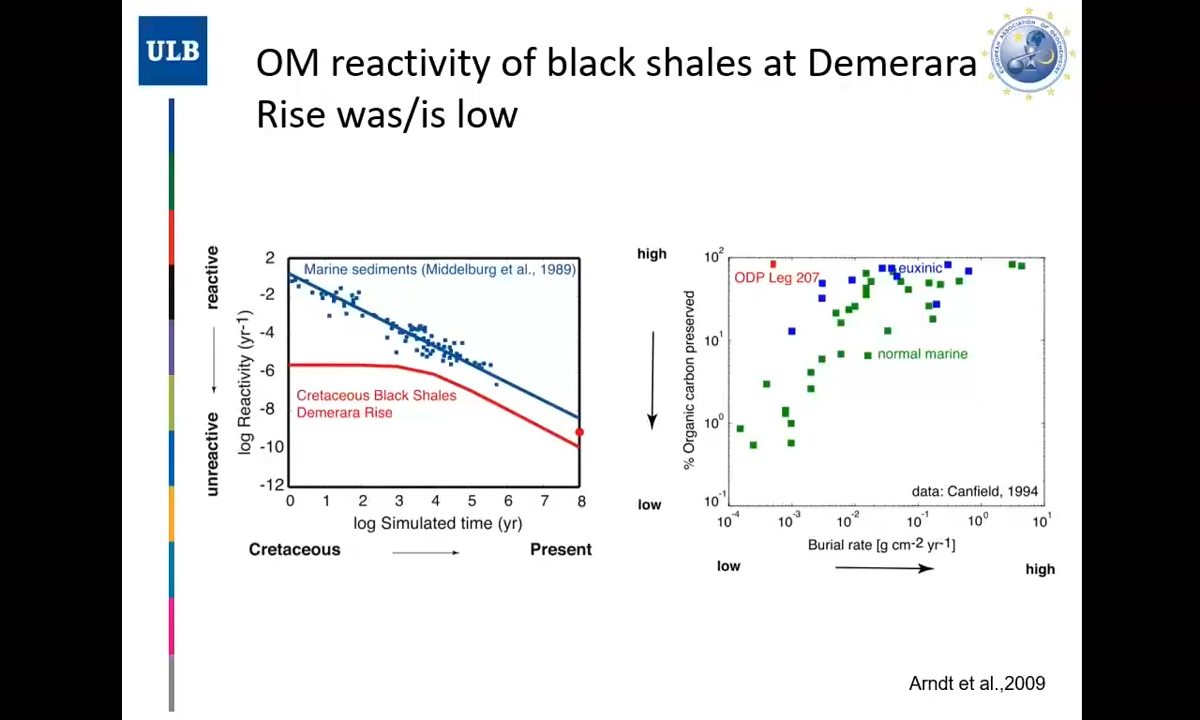 ULB
OM reactivity of black shales at Demerara
Rise was/is low
EUROPEAN ASSOCIATION OF GEOCHEMISTRY
reactive
unreactive
log Reactivity (yr-1)
2
-2
-4
-6
-8
-10
-12
Marine sediments (Middelburg et al., 1989)
Cretaceous Black Shales
Demerara Rise
0 1 2 3 4 5 6 7 8
log Simulated time (yr)
Cretaceous Present
high
low
% Organic carbon preserved
10²
10¹
10⁰
10⁻¹
ODP Leg 207
euxinic
normal marine
data: Canfield, 1994
10⁻⁴ 10⁻³ 10⁻² 10⁻¹ 10⁰ 10¹
Burial rate [g cm-2 yr-1]
low high
Arndt et al.,2009